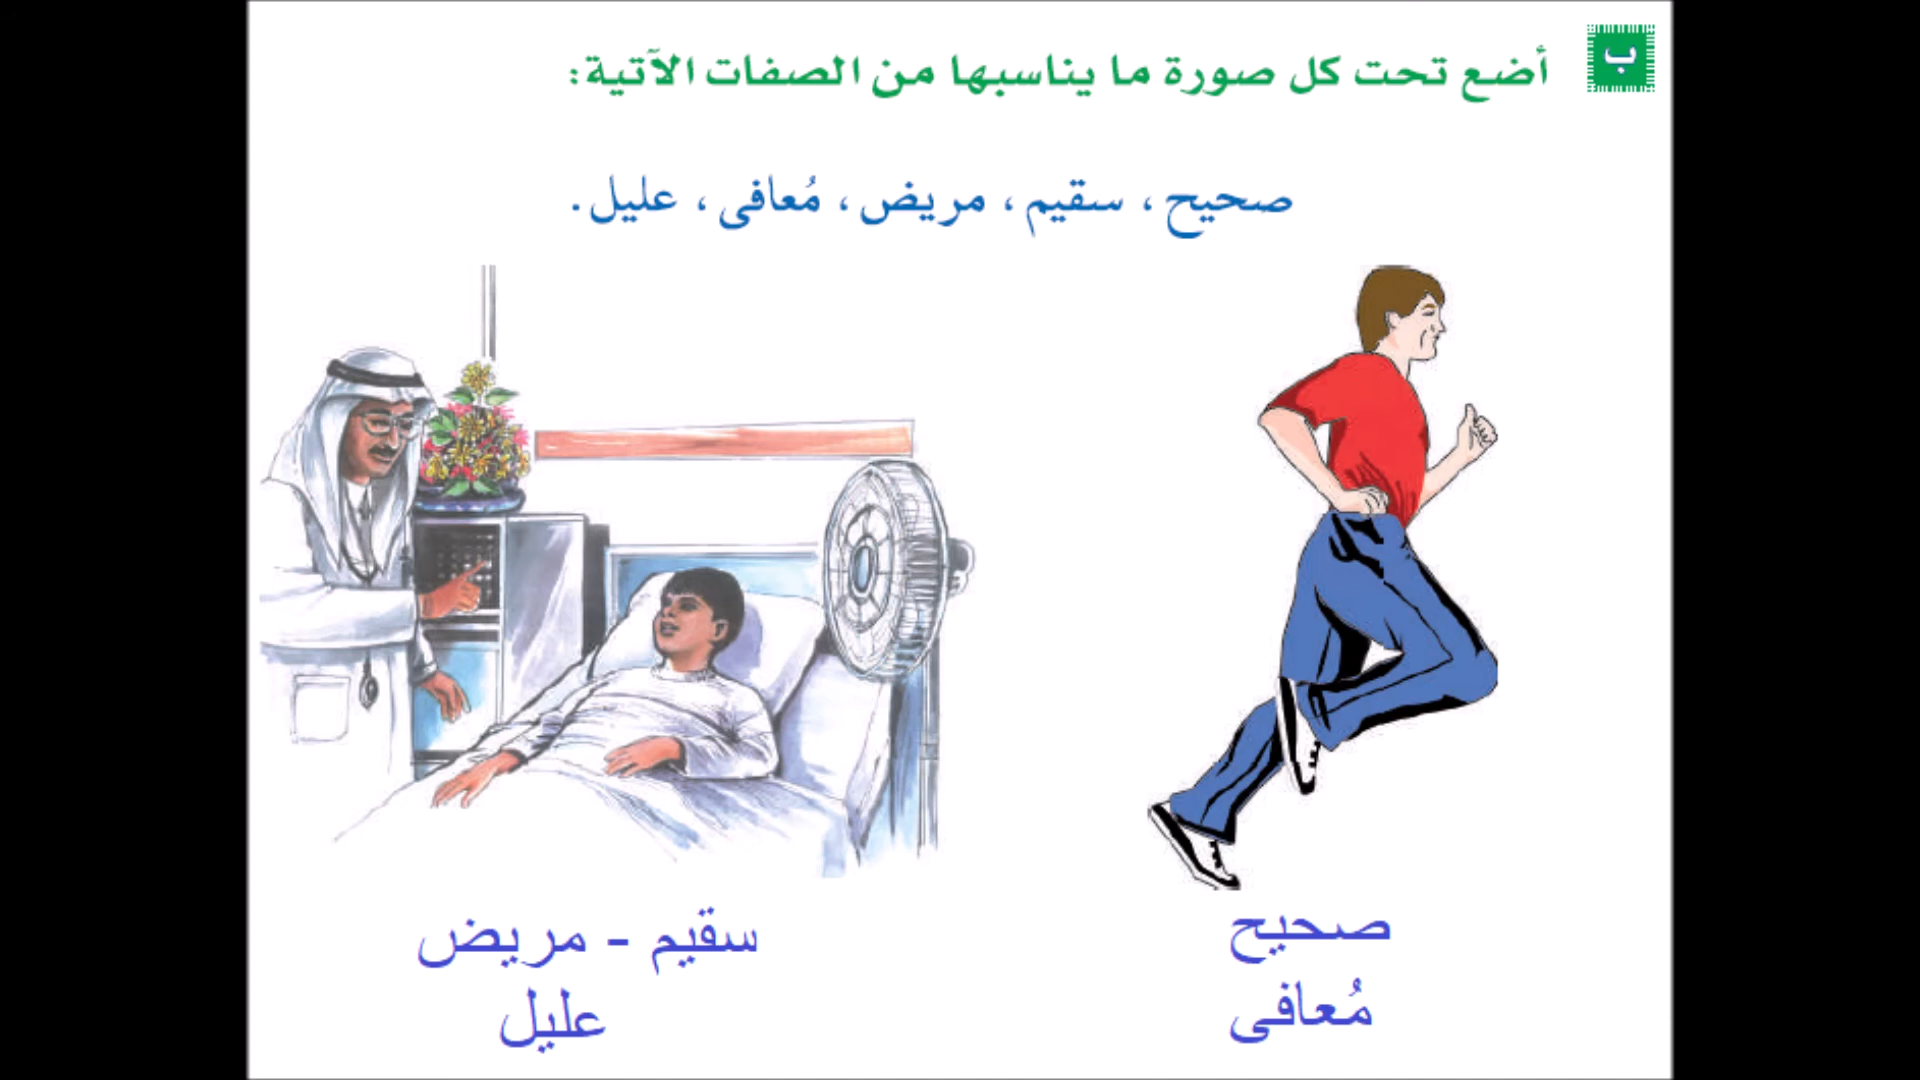 ب
أضع تحت كل صورة ما يناسبها من الصفات الآتية:
صحيح، سقيم، مريض، مُعافى، عليل.
صحيح
مُعافى
سقيم - مريض
عليل